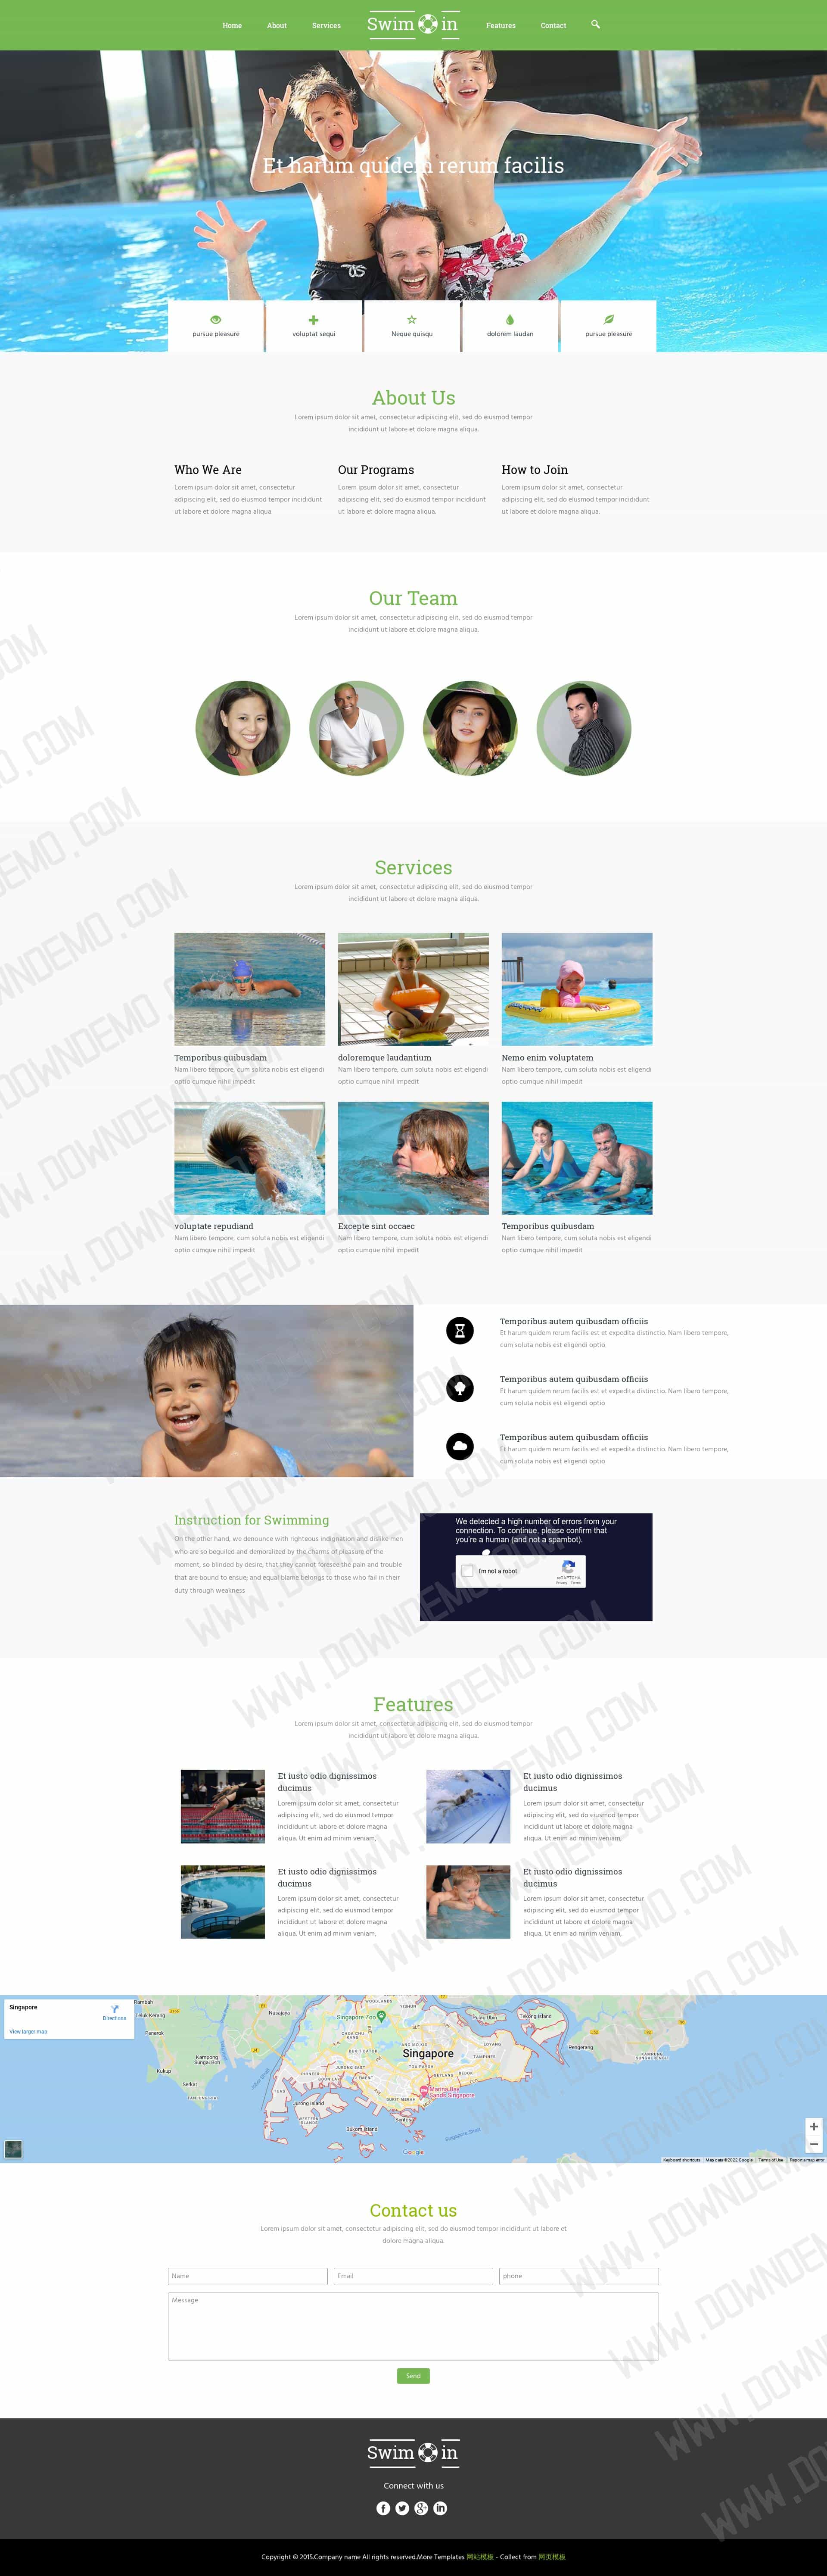 Home About Services Swim in Features Contact
Et harum quidem rerum facilis
pursue pleasure
voluptat sequi
Neque quisqu
dolorem laudan
pursue pleasure
About Us
Lorem ipsum dolor sit amet, consectetur adipiscing elit, sed do eiusmod tempor
incididunt ut labore et dolore magna aliqua.
Who We Are
Lorem ipsum dolor sit amet, consectetur
adipiscing elit, sed do eiusmod tempor incididunt
ut labore et dolore magna aliqua.
Our Programs
Lorem ipsum dolor sit amet, consectetur
adipiscing elit, sed do eiusmod tempor incididunt
ut labore et dolore magna aliqua.
How to Join
Lorem ipsum dolor sit amet, consectetur
adipiscing elit, sed do eiusmod tempor incididunt
ut labore et dolore magna aliqua.
Our Team
Lorem ipsum dolor sit amet, consectetur adipiscing elit, sed do eiusmod tempor
incididunt ut labore et dolore magna aliqua.
Services
Lorem ipsum dolor sit amet, consectetur adipiscing elit, sed do eiusmod tempor
incididunt ut labore et dolore magna aliqua.
Temporibus quibusdam
Nam libero tempore, cum soluta nobis est eligendi
optio cumque nihil impedit
doloremque laudantium
Nam libero tempore, cum soluta nobis est eligendi
optio cumque nihil impedit
Nemo enim voluptatem
Nam libero tempore, cum soluta nobis est eligendi
optio cumque nihil impedit
voluptate repudiand
Nam libero tempore, cum soluta nobis est eligendi
optio cumque nihil impedit
Excepte sint occaec
Nam libero tempore, cum soluta nobis est eligendi
optio cumque nihil impedit
Temporibus quibusdam
Nam libero tempore, cum soluta nobis est eligendi
optio cumque nihil impedit
Temporibus autem quibusdam officiis
Et harum quidem rerum facilis est et expedita distinctio. Nam libero tempore,
cum soluta nobis est eligendi optio
Temporibus autem quibusdam officiis
Et harum quidem rerum facilis est et expedita distinctio. Nam libero tempore,
cum soluta nobis est eligendi optio
Temporibus autem quibusdam officiis
Et harum quidem rerum facilis est et expedita distinctio. Nam libero tempore,
cum soluta nobis est eligendi optio
Instruction for Swimming
On the other hand, we denounce with righteous indignation and dislike men
who are so beguiled and demoralized by the charms of pleasure of the
moment, so blinded by desire, that they cannot foresee the pain and trouble
that are bound to ensue; and equal blame belongs to those who fail in their
duty through weakness
We detected a high number of errors from your
connection. To continue, please confirm that
you're a human (and not a spambot).
I'm not a robot
reCAPTCHA
Privacy - Terms
Features
Lorem ipsum dolor sit amet, consectetur adipiscing elit, sed do eiusmod tempor
incididunt ut labore et dolore magna aliqua.
Et iusto odio dignissimos
ducimus
Lorem ipsum dolor sit amet, consectetur
adipiscing elit, sed do eiusmod tempor
incididunt ut labore et dolore magna
aliqua. Ut enim ad minim veniam,
Et iusto odio dignissimos
ducimus
Lorem ipsum dolor sit amet, consectetur
adipiscing elit, sed do eiusmod tempor
incididunt ut labore et dolore magna
aliqua. Ut enim ad minim veniam,
Et iusto odio dignissimos
ducimus
Lorem ipsum dolor sit amet, consectetur
adipiscing elit, sed do eiusmod tempor
incididunt ut labore et dolore magna
aliqua. Ut enim ad minim veniam,
Et iusto odio dignissimos
ducimus
Lorem ipsum dolor sit amet, consectetur
adipiscing elit, sed do eiusmod tempor
incididunt ut labore et dolore magna
aliqua. Ut enim ad minim veniam,
Singapore
Directions
View larger map
Singapore Zoo
Singapore
Marina Bay
Sands Singapore
Jurong Island
Bukom Island
Sentosa
Nusajaya
Kampong
Sungai Boh
Kukup
Serkat
Pulau Ubin
Tekong Island
Pengerang
Google
Keyboard shortcuts Map data ©2022 Google Terms of Use Report a map error
Contact us
Lorem ipsum dolor sit amet, consectetur adipiscing elit, sed do eiusmod tempor incididunt ut labore et
dolore magna aliqua.
Name
Email
phone
Message
Send
Swim in
Connect with us
Copyright © 2015.Company name All rights reserved.More Templates 网站模板 - Collect from 网页模板
WWW.DOWNDEMO.COM